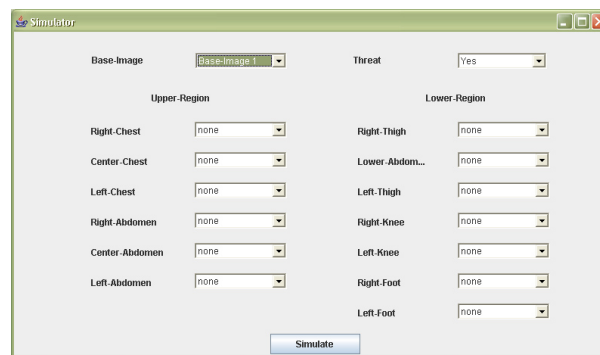 Simulator
Base-Image Base-Image 1 Threat Yes
Upper-Region Lower-Region
Right-Chest none Right-Thigh none
Center-Chest none Lower-Abdom... none
Left-Chest none Left-Thigh none
Right-Abdomen none Right-Knee none
Center-Abdomen none Left-Knee none
Left-Abdomen none Right-Foot none
Left-Foot none
Simulate